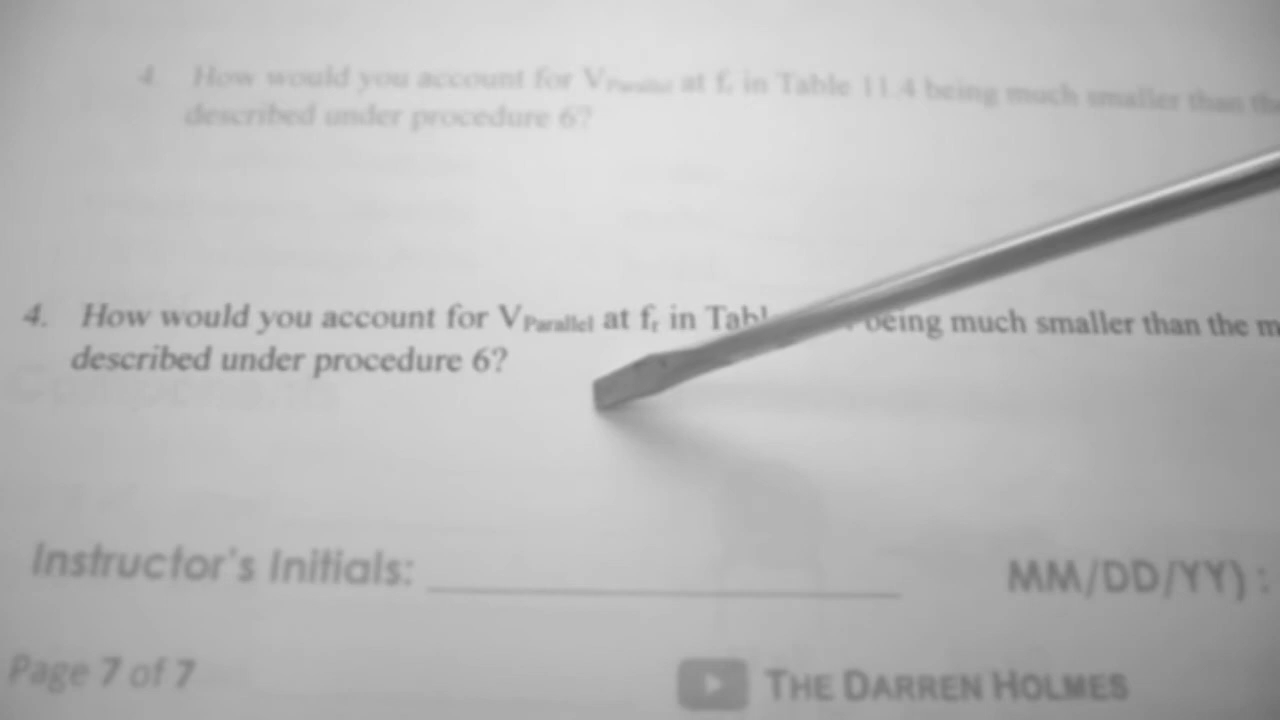 4. How would you account for VParallel at fr in Table 11.4 being much smaller than the
described under procedure 6?
4. How would you account for VParallel at fr in Tabl being much smaller than the m
described under procedure 6?
Instructor's Initials:
MM/DD/YY) :
Page 7 of 7
THE DARREN HOLMES